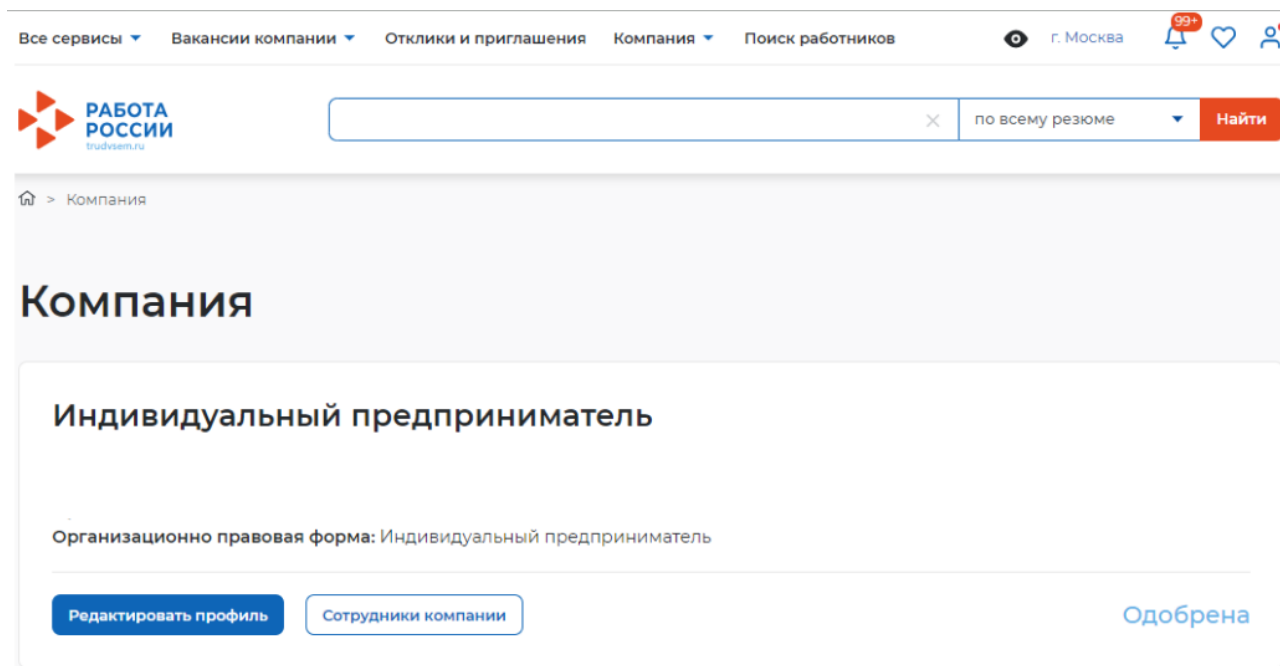 Все сервисы Вакансии компании Отклики и приглашения Компания Поиск работников г. Москва 99+
РАБОТА
РОССИИ
trudvsem.ru
по всему резюме Найти
> Компания
Компания
Индивидуальный предприниматель
Организационно правовая форма: Индивидуальный предприниматель
Редактировать профиль Сотрудники компании Одобрена